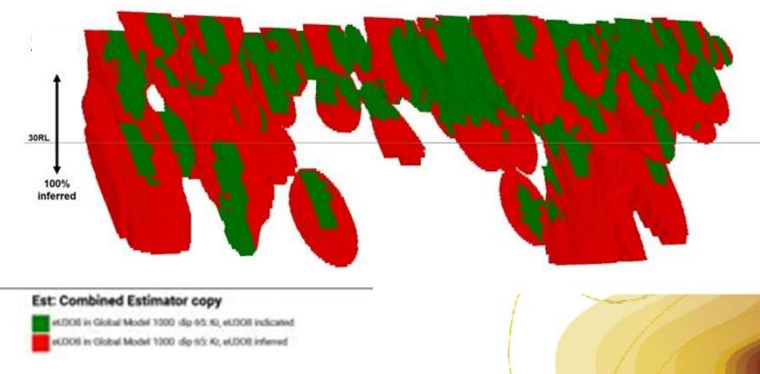 30RL
100%
inferred
Est: Combined Estimator copy
eU3O8 in Global Model 1000 dip 65: Kr, eU3O8 indicated
eU3O8 in Global Model 1000 dip 65: Kr, eU3O8 inferred